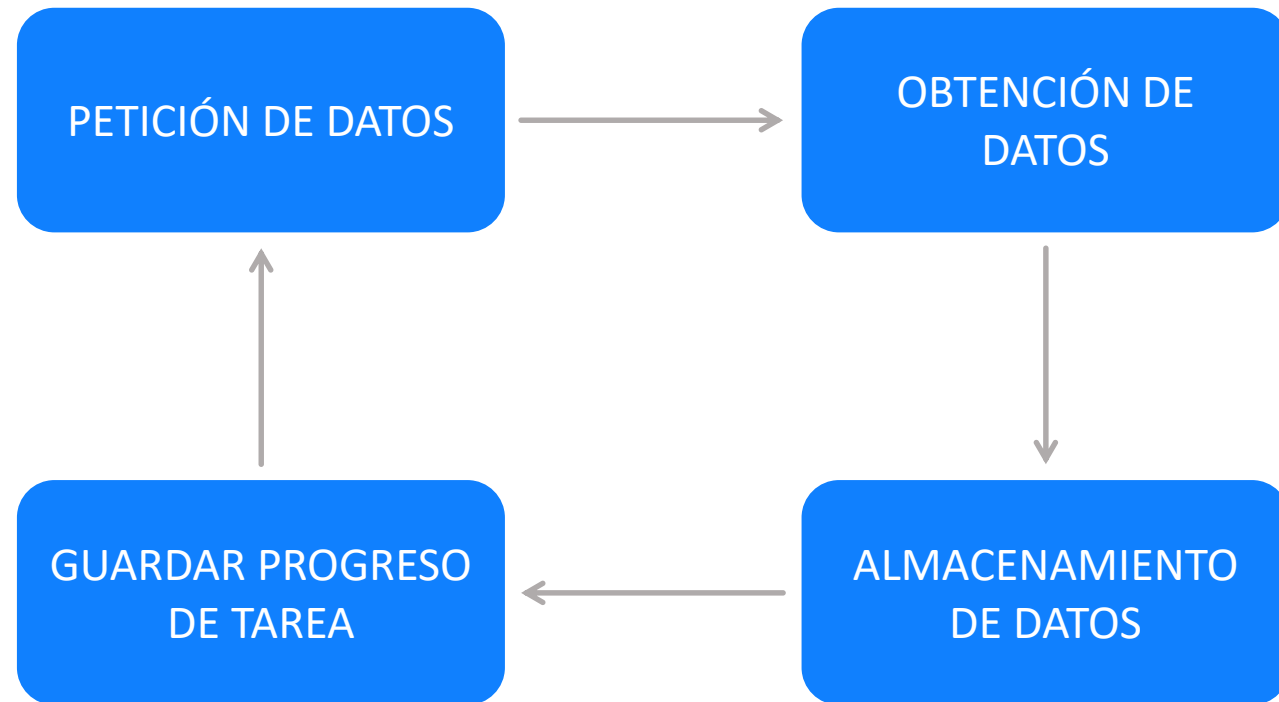 PETICIÓN DE DATOS
OBTENCIÓN DE
DATOS
GUARDAR PROGRESO
DE TAREA
ALMACENAMIENTO
DE DATOS